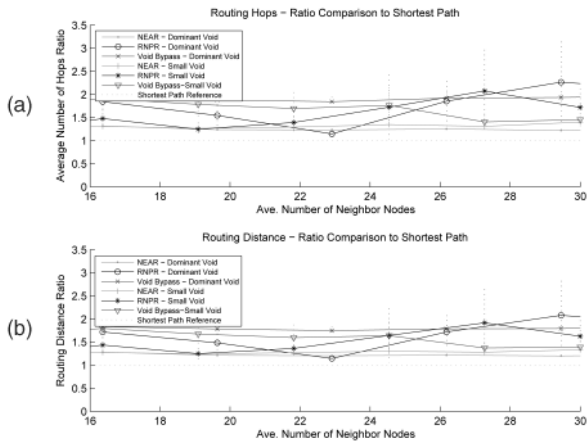 Routing Hops − Ratio Comparison to Shortest Path
(a)
Average Number of Hops Ratio
3.5
3
2.5
2
1.5
1
0.5
0
NEAR − Dominant Void
RNPR − Dominant Void
Void Bypass − Dominant Void
NEAR − Small Void
RNPR − Small Void
Void Bypass−Small Void
Shortest Path Reference
16 18 20 22 24 26 28 30
Ave. Number of Neighbor Nodes
Routing Distance − Ratio Comparison to Shortest Path
(b)
Routing Distance Ratio
3.5
3
2.5
2
1.5
1
0.5
0
NEAR − Dominant Void
RNPR − Dominant Void
Void Bypass − Dominant Void
NEAR − Small Void
RNPR − Small Void
Void Bypass−Small Void
Shortest Path Reference
16 18 20 22 24 26 28 30
Ave. Number of Neighbor Nodes